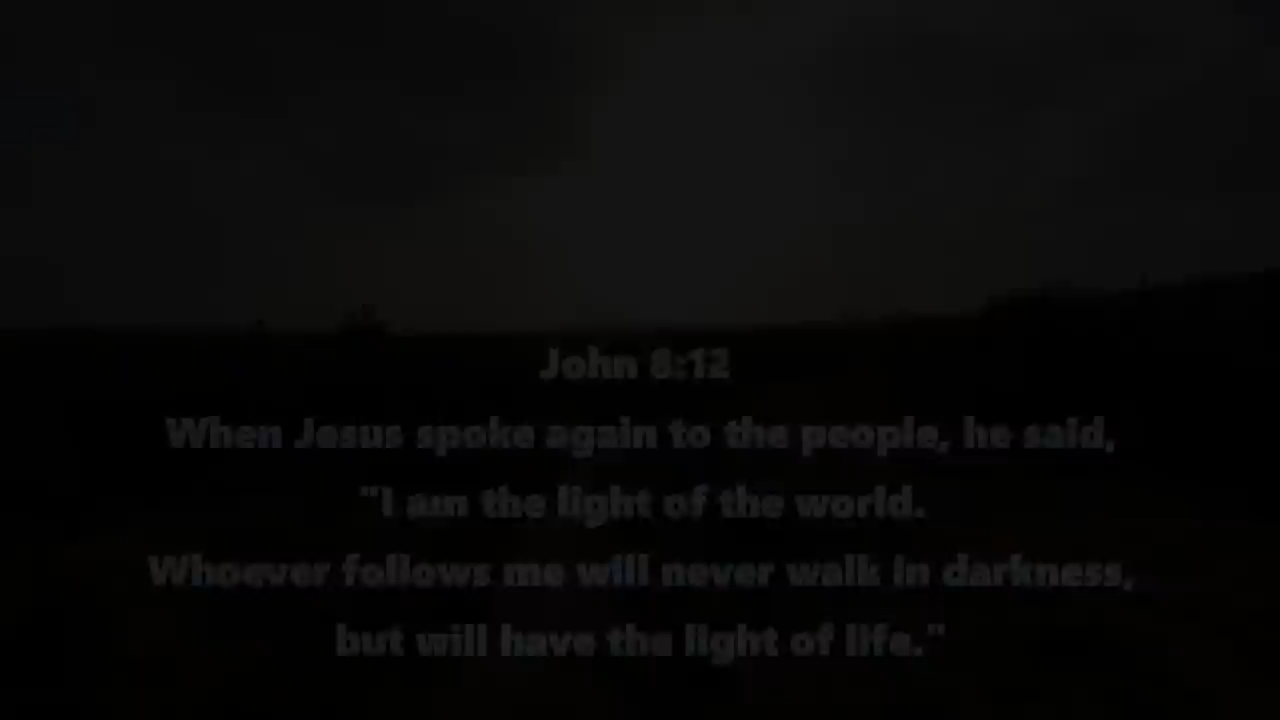 John 8:12
When Jesus spoke again to the people, he said,
"I am the light of the world.
Whoever follows me will never walk in darkness,
but will have the light of life."